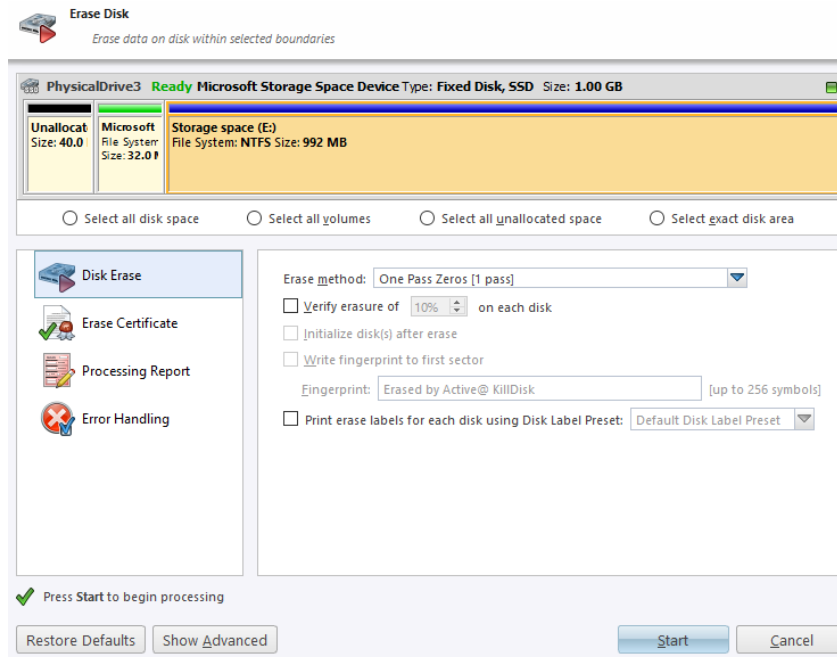 Erase Disk
Erase data on disk within selected boundaries
PhysicalDrive3 Ready Microsoft Storage Space Device Type: Fixed Disk, SSD Size: 1.00 GB
Unallocat Microsoft Storage space (E:)
Size: 40.0 File System File System: NTFS Size: 992 MB
Size: 32.0
Select all disk space Select all volumes Select all unallocated space Select exact disk area
Disk Erase
Erase Certificate
Processing Report
Error Handling
Erase method: One Pass Zeros [1 pass]
Verify erasure of 10% on each disk
Initialize disk(s) after erase
Write fingerprint to first sector
Fingerprint: Erased by Active@ KillDisk [up to 256 symbols]
Print erase labels for each disk using Disk Label Preset: Default Disk Label Preset
Press Start to begin processing
Restore Defaults Show Advanced Start Cancel